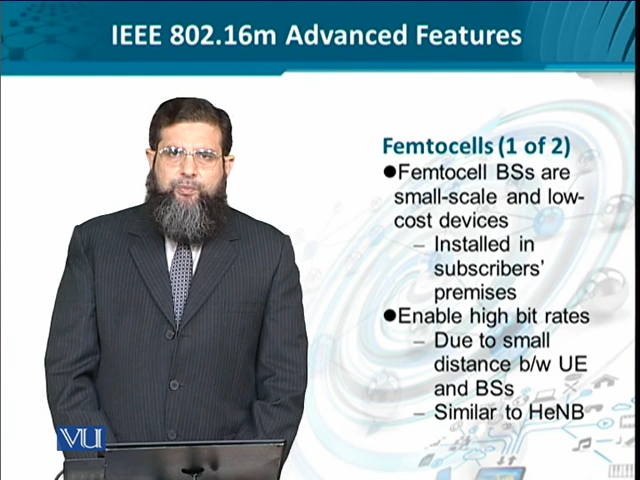 IEEE 802.16m Advanced Features
Femtocells (1 of 2)
●Femtocell BSs are
small-scale and low-
cost devices
– Installed in
subscribers'
premises
●Enable high bit rates
– Due to small
distance b/w UE
and BSs
– Similar to HeNB
VU